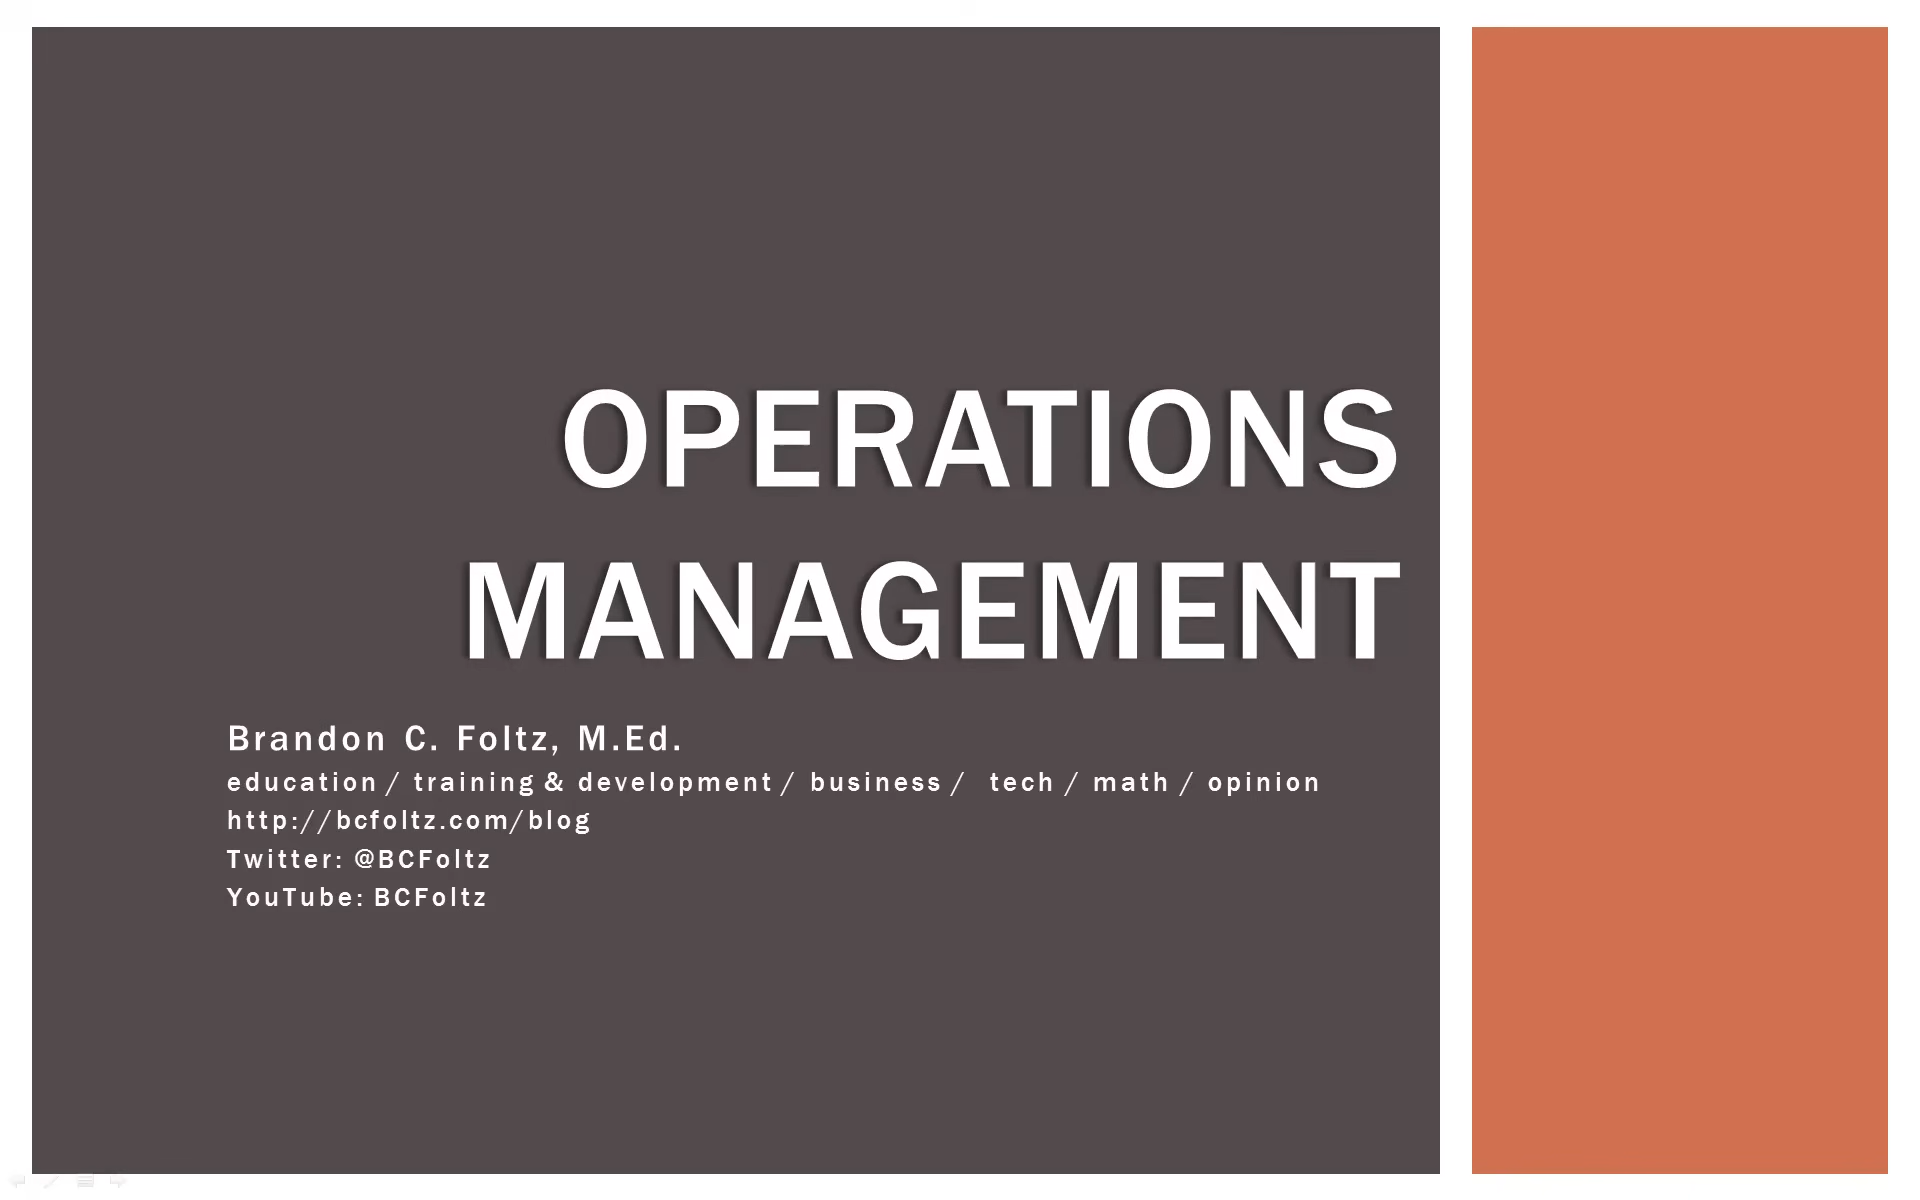 OPERATIONS
MANAGEMENT
Brandon C. Foltz, M.Ed.
education / training & development / business / tech / math / opinion
http://bcfoltz.com/blog
Twitter: @BCFoltz
YouTube: BCFoltz